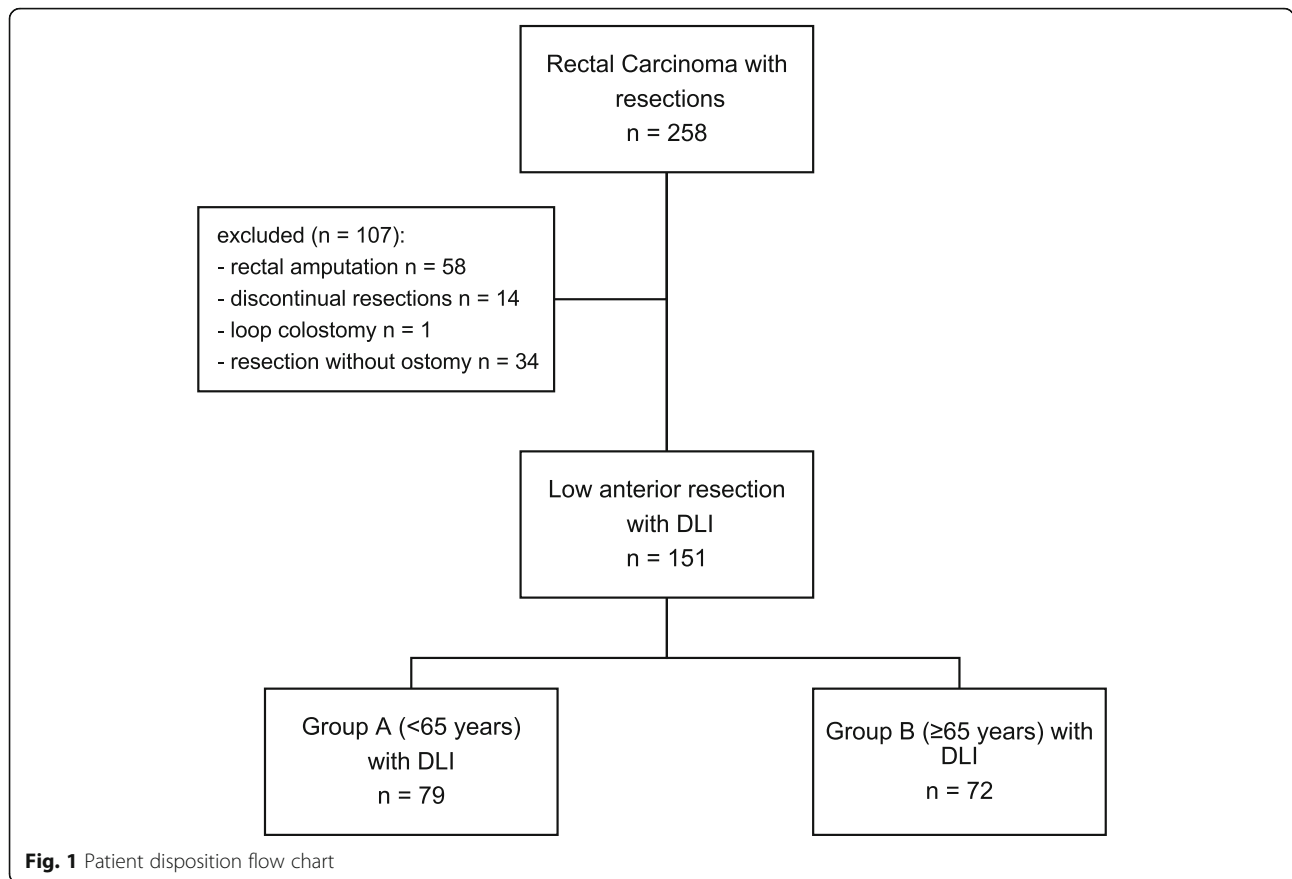 Rectal Carcinoma with
resections
n = 258
excluded (n = 107):
- rectal amputation n = 58
- discontinual resections n = 14
- loop colostomy n = 1
- resection without ostomy n = 34
Low anterior resection
with DLI
n = 151
Group A (<65 years)
with DLI
n = 79
Group B (≥65 years) with
DLI
n = 72
Fig. 1 Patient disposition flow chart